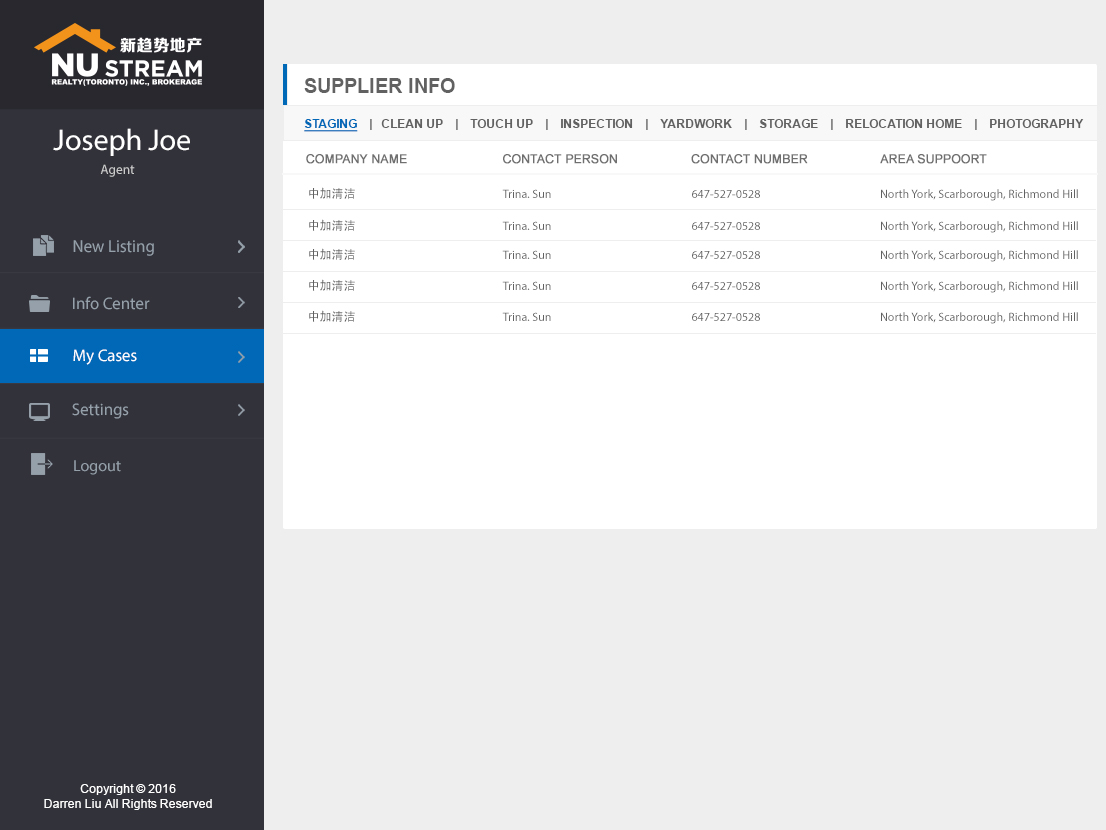 新趋势地产
NU STREAM
REALTY(TORONTO) INC., BROKERAGE
Joseph Joe
Agent
New Listing
Info Center
My Cases
Settings
Logout
Copyright © 2016
Darren Liu All Rights Reserved
SUPPLIER INFO
STAGING | CLEAN UP | TOUCH UP | INSPECTION | YARDWORK | STORAGE | RELOCATION HOME | PHOTOGRAPHY
COMPANY NAME CONTACT PERSON CONTACT NUMBER AREA SUPPOORT
中加清洁 Trina. Sun 647-527-0528 North York, Scarborough, Richmond Hill
中加清洁 Trina. Sun 647-527-0528 North York, Scarborough, Richmond Hill
中加清洁 Trina. Sun 647-527-0528 North York, Scarborough, Richmond Hill
中加清洁 Trina. Sun 647-527-0528 North York, Scarborough, Richmond Hill
中加清洁 Trina. Sun 647-527-0528 North York, Scarborough, Richmond Hill